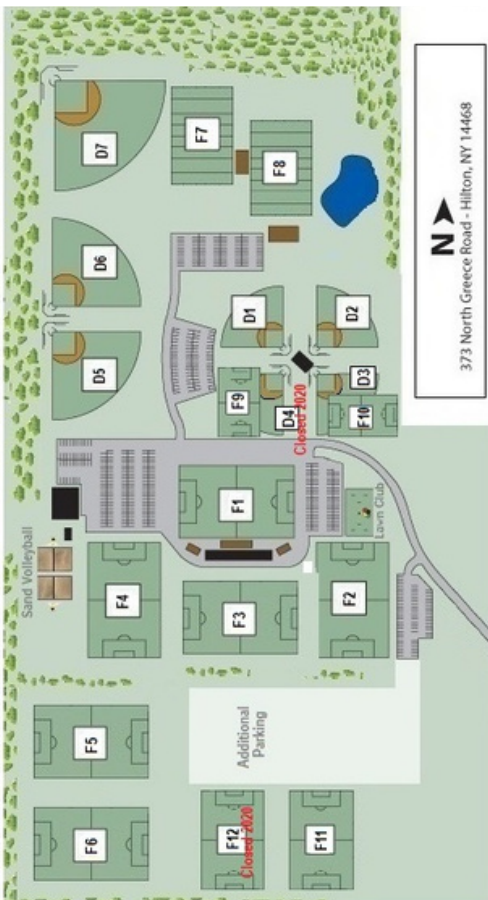 D7
F7
F8
D6
D5
D1
D2
D3
D4
Closed 2020
F9
F10
F1
Sand Volleyball
Lawn Club
F4
F3
F2
F5
Additional
Parking
F6
F12
Closed 2020
F11
N
373 North Greece Road - Hilton, NY 14468